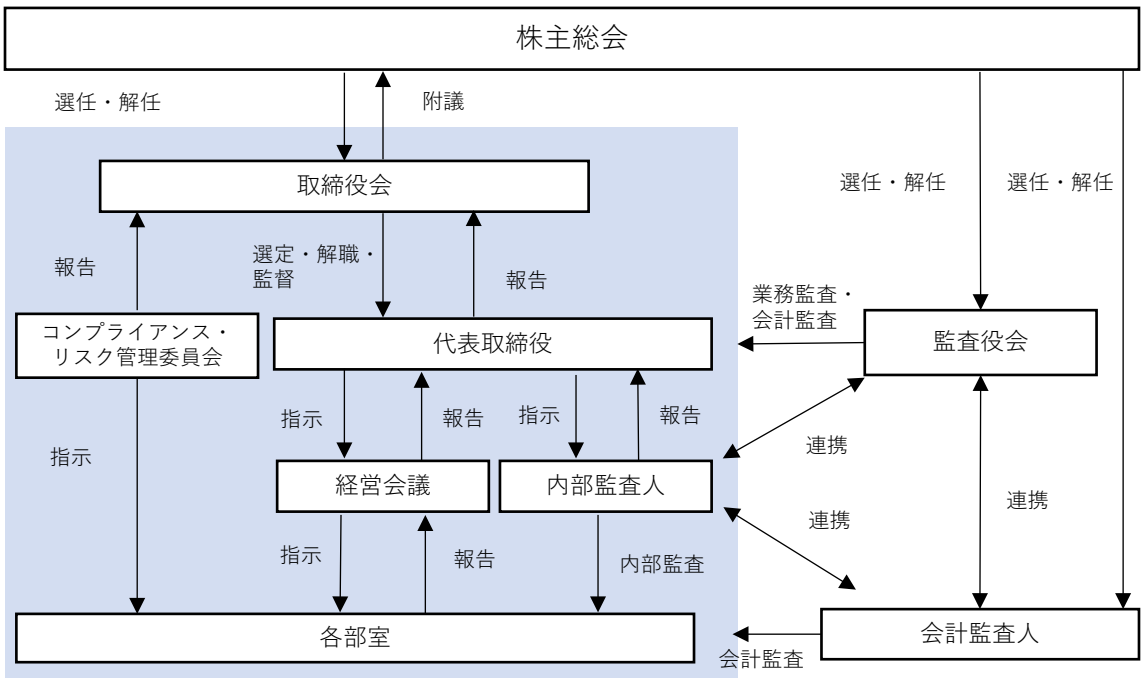 株主総会
選任・解任
附議
取締役会
選任・解任
選任・解任
報告
選定・解職・
監督
報告
業務監査・
会計監査
コンプライアンス・
リスク管理委員会
代表取締役
監査役会
指示
報告
指示
報告
連携
指示
経営会議
内部監査人
連携
連携
指示
報告
内部監査
各部室
会計監査人
会計監査